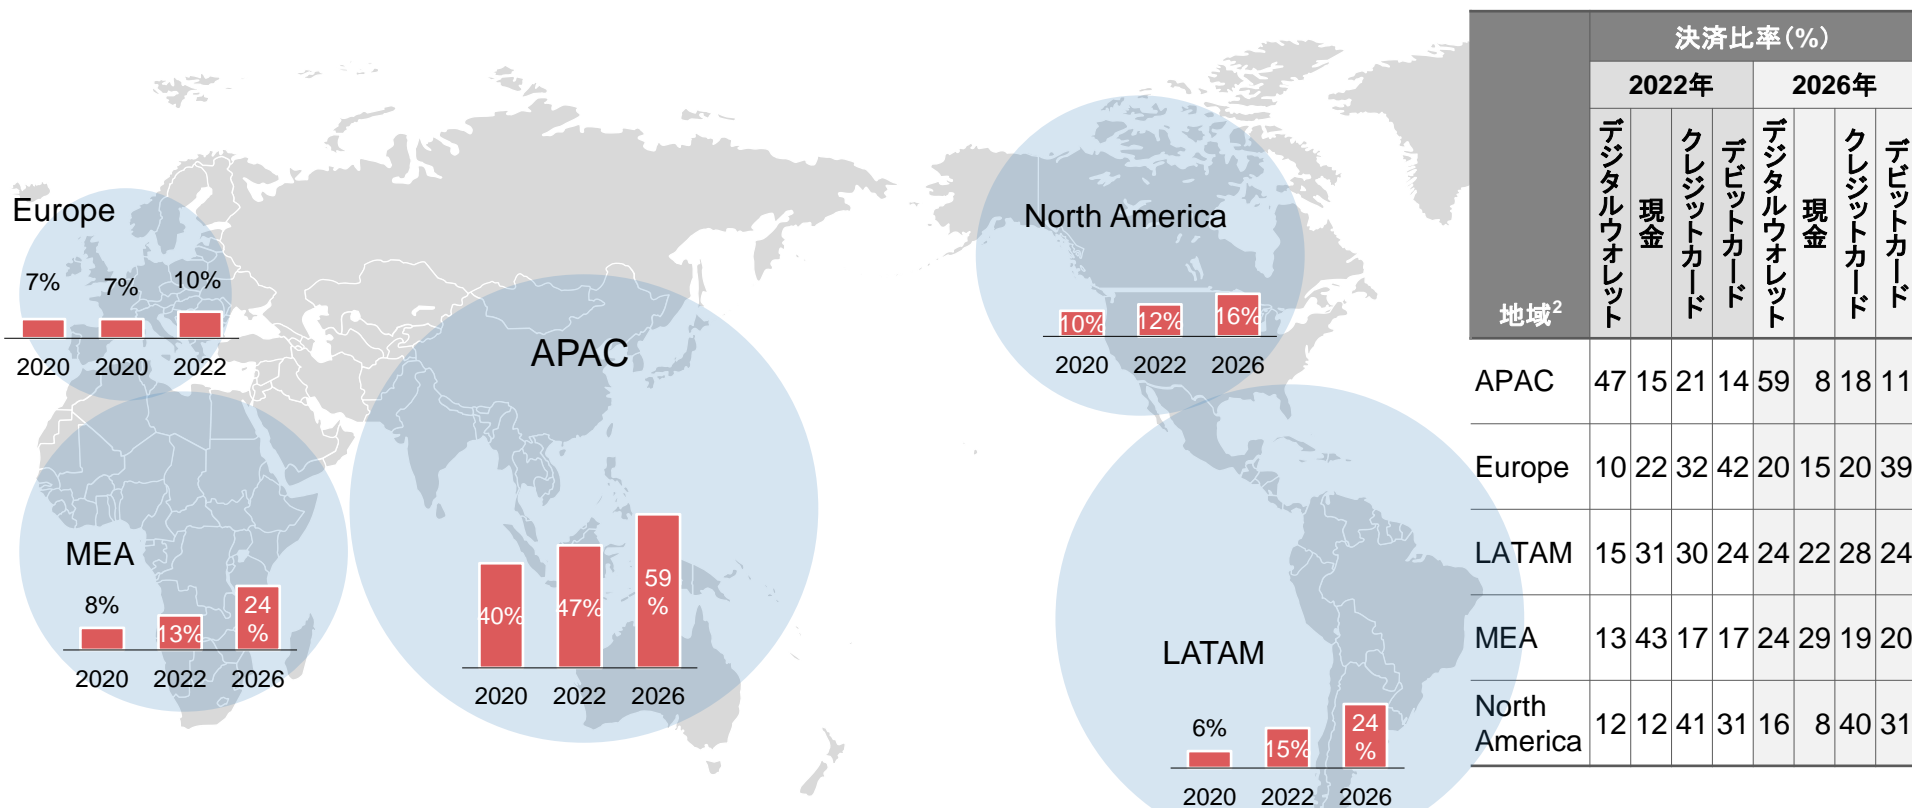 Europe
7%
7%
10%
2020
2020
2022
MEA
8%
13%
24
%
2020
2022
2026
APAC
40%
47%
59
%
2020
2022
2026
North America
10%
12%
16%
2020
2022
2026
LATAM
6%
15%
24
%
2020
2022
2026
地域2
決済比率(%)
2022年
2026年
デジタルウオレット
現金
クレジットカード
デビットカード
デジタルウオレット
現金
クレジットカード
デビットカード
APAC 47 15 21 14 59 8 18 11
Europe 10 22 32 42 20 15 20 39
LATAM 15 31 30 24 24 22 28 24
MEA 13 43 17 17 24 29 19 20
North
America 12 12 41 31 16 8 40 31